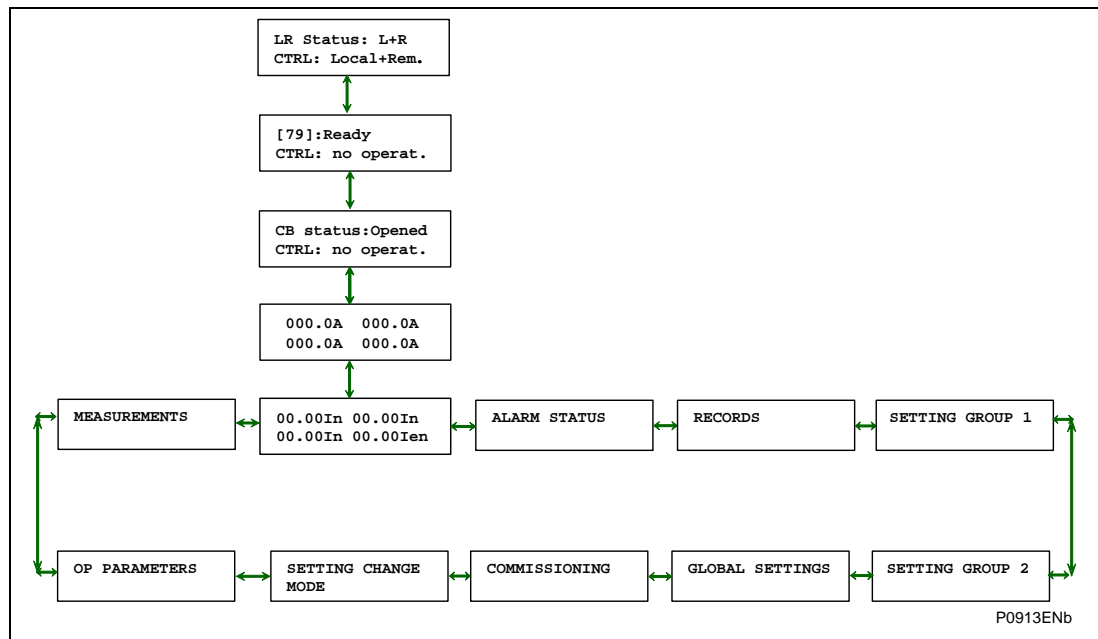 LR Status: L+R
CTRL: Local+Rem.
[79]:Ready
CTRL: no operat.
CB status:Opened
CTRL: no operat.
000.0A 000.0A
000.0A 000.0A
MEASUREMENTS
00.00In 00.00In
00.00In 00.00Ien
ALARM STATUS
RECORDS
SETTING GROUP 1
OP PARAMETERS
SETTING CHANGE
MODE
COMMISSIONING
GLOBAL SETTINGS
SETTING GROUP 2
P0913ENb